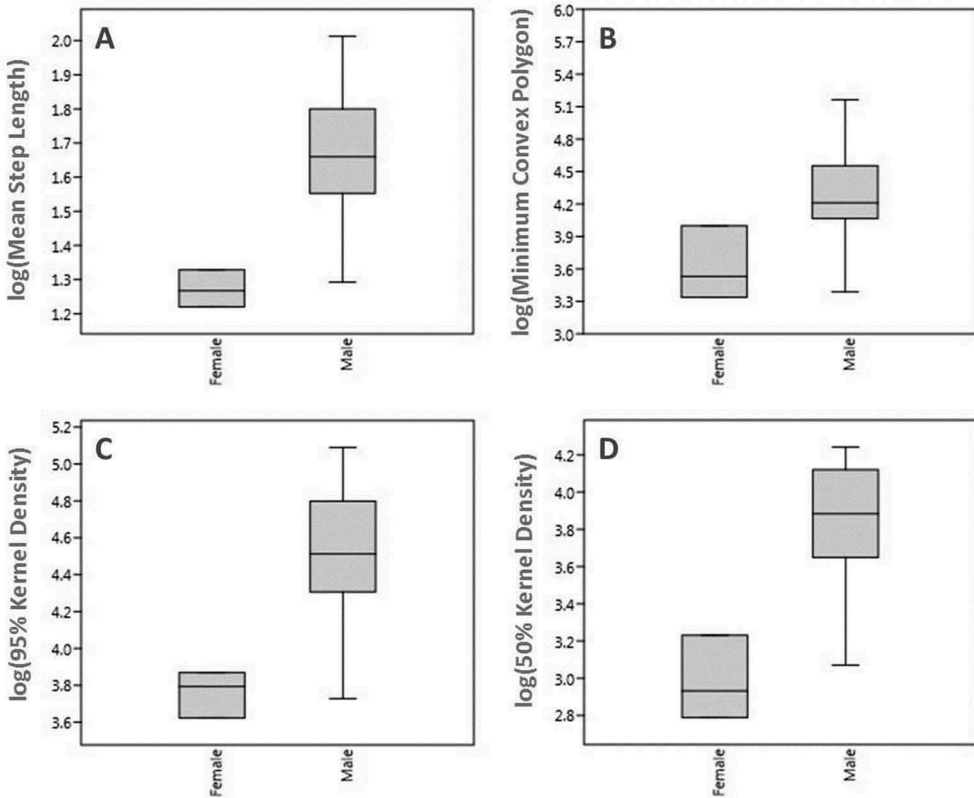 A
log(Mean Step Length)
2.0
1.9
1.8
1.7
1.6
1.5
1.4
1.3
1.2
Female
Male
B
log(Minimum Convex Polygon)
6.0
5.7
5.4
5.1
4.8
4.5
4.2
3.9
3.6
3.3
3.0
Female
Male
C
log(95% Kernel Density)
5.2
5.0
4.8
4.6
4.4
4.2
4.0
3.8
3.6
Female
Male
D
log(50% Kernel Density)
4.2
4.0
3.8
3.6
3.4
3.2
3.0
2.8
Female
Male